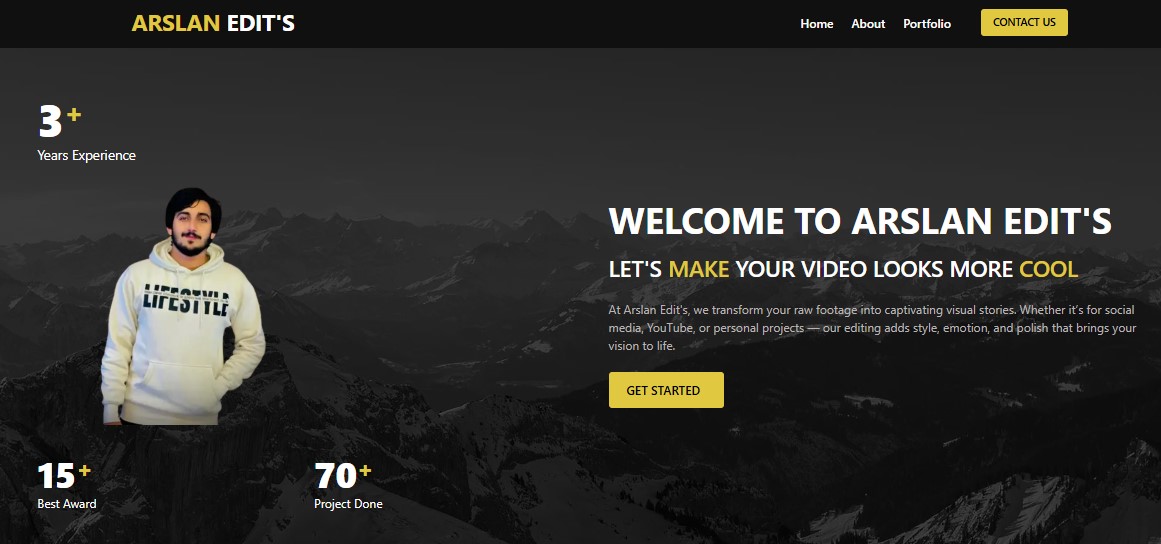 ARSLAN EDIT'S
Home About Portfolio CONTACT US
3+
Years Experience
LIFESTYLE
WELCOME TO ARSLAN EDIT'S
LET'S MAKE YOUR VIDEO LOOKS MORE COOL
At Arslan Edit's, we transform your raw footage into captivating visual stories. Whether it's for social
media, YouTube, or personal projects — our editing adds style, emotion, and polish that brings your
vision to life.
GET STARTED
15+
Best Award
70+
Project Done